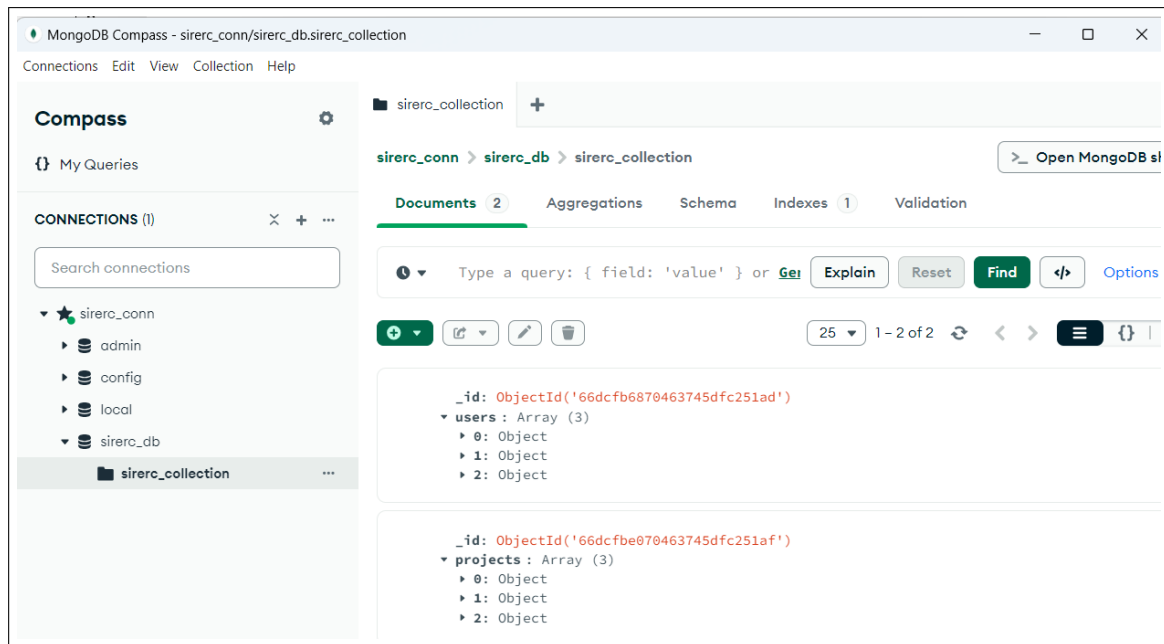 MongoDB Compass - sirerc_conn/sirerc_db.sirerc_collection
Connections Edit View Collection Help
Compass
{} My Queries
CONNECTIONS (1)
Search connections
sirerc_conn
admin
config
local
sirerc_db
sirerc_collection
sirerc_collection
sirerc_conn > sirerc_db > sirerc_collection
>_ Open MongoDB sh
Documents 2 Aggregations Schema Indexes 1 Validation
Type a query: { field: 'value' } or Ger Explain Reset Find </> Options
25 1 – 2 of 2 {}
_id: ObjectId('66dcfb6870463745dfc251ad')
users : Array (3)
0: Object
1: Object
2: Object
_id: ObjectId('66dcfbe070463745dfc251af')
projects : Array (3)
0: Object
1: Object
2: Object